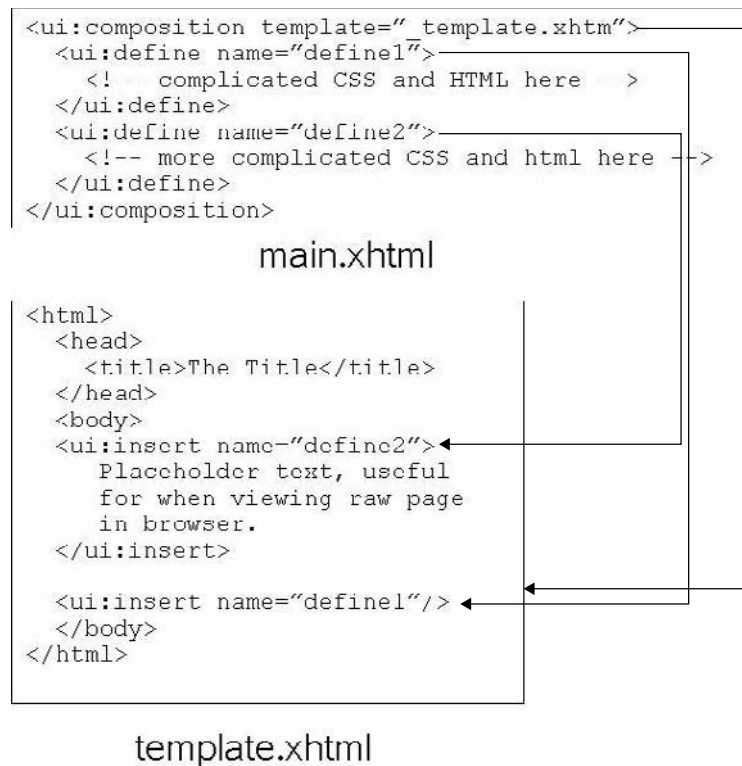 <ui:composition template="_template.xhtm">
<ui:define name="define1">
<! complicated CSS and HTML here >
</ui:define>
<ui:define name="define2">
<!-- more complicated CSS and html here -->
</ui:define>
</ui:composition>
main.xhtml
<html>
<head>
<title>The Title</title>
</head>
<body>
<ui:insert name="define2">
Placeholder text, useful
for when viewing raw page
in browser.
</ui:insert>
<ui:insert name="define1"/>
</body>
</html>
template.xhtml